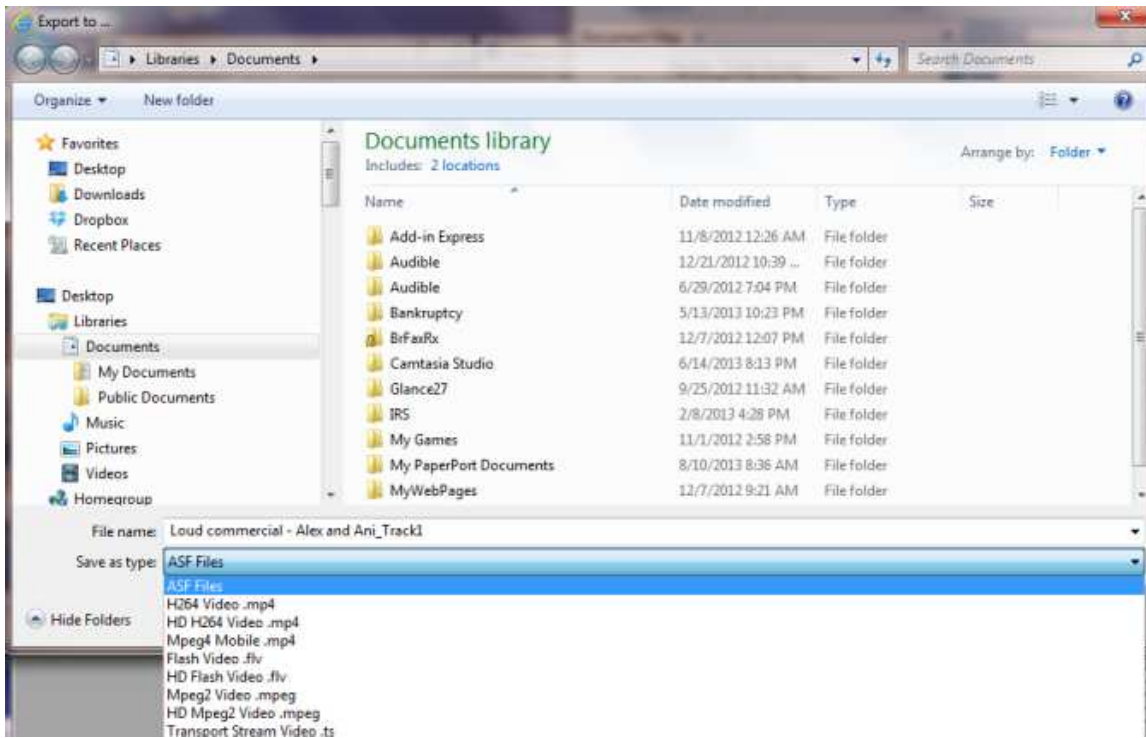 Export to ...
Libraries Documents
Search Documents
Organize New folder
Favorites
Desktop
Downloads
Dropbox
Recent Places
Desktop
Libraries
Documents
My Documents
Public Documents
Music
Pictures
Videos
Homegroup
Documents library
Includes: 2 locations
Arrange by: Folder
Name Date modified Type Size
Add-in Express 11/8/2012 12:26 AM File folder
Audible 12/21/2012 10:39 ... File folder
Audible 6/29/2012 7:04 PM File folder
Bankruptcy 5/13/2013 10:23 PM File folder
BrFaxRx 12/7/2012 12:07 PM File folder
Camtasia Studio 6/14/2013 8:13 PM File folder
Glance27 9/25/2012 11:32 AM File folder
IRS 2/8/2013 4:28 PM File folder
My Games 11/1/2012 2:58 PM File folder
My PaperPort Documents 8/10/2013 8:36 AM File folder
MyWebPages 12/7/2012 9:21 AM File folder
File name: Loud commercial - Alex and Ani_Track1
Save as type: ASF Files
ASF Files
H264 Video .mp4
HD H264 Video .mp4
Mpeg4 Mobile .mp4
Flash Video .flv
HD Flash Video .flv
Mpeg2 Video .mpeg
HD Mpeg2 Video .mpeg
Transport Stream Video .ts
Hide Folders